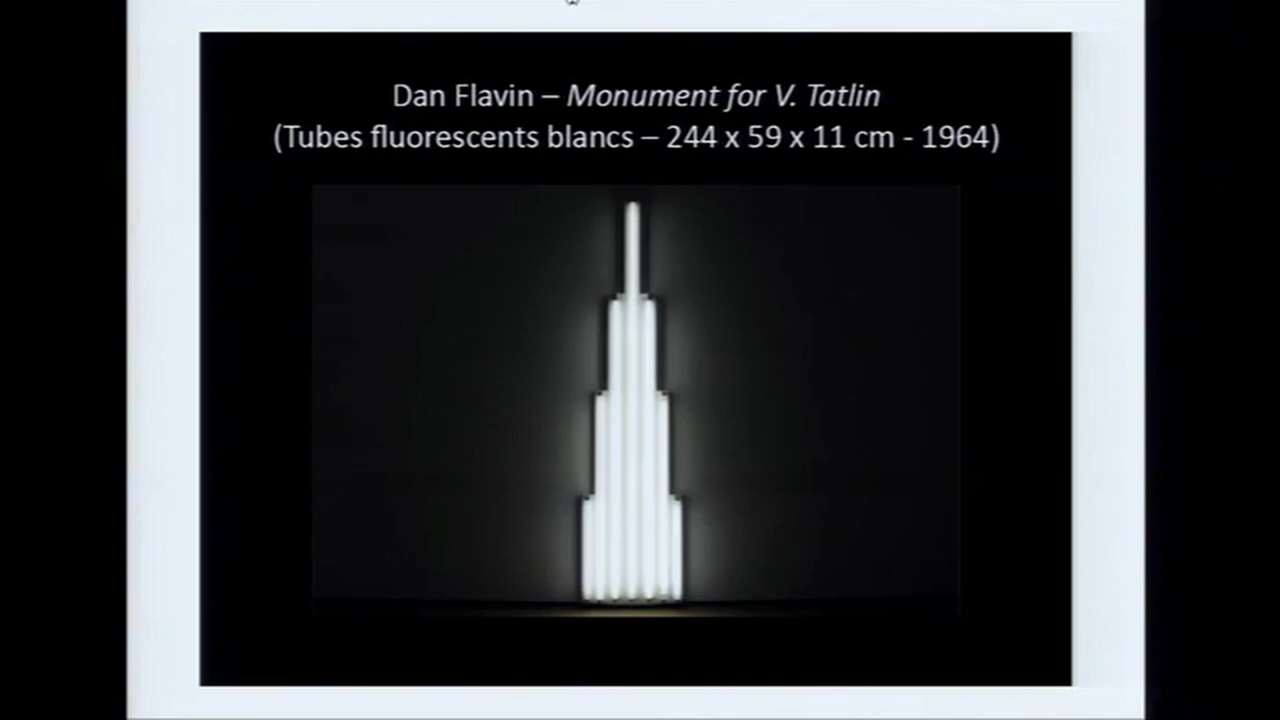 Dan Flavin – Monument for V. Tatlin
(Tubes fluorescents blancs – 244 x 59 x 11 cm - 1964)